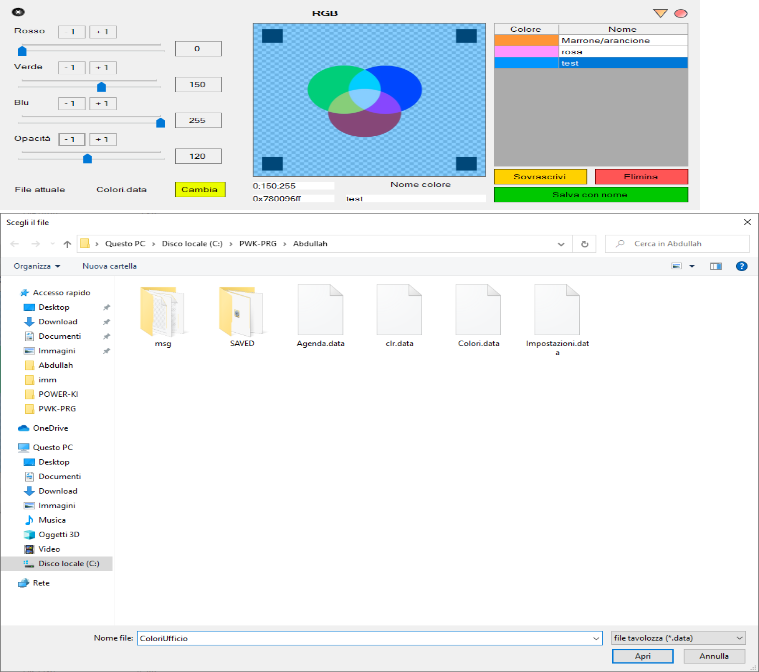 RGB
Rosso - 1 + 1
0
Verde - 1 + 1
150
Blu - 1 + 1
255
Opacità - 1 + 1
120
File attuale Colori.data Cambia
0;150;255 Nome colore
0x780096ff test
Colore Nome
Marrone/arancione
rosa
test
Sovrascrivi Elimina
Salva con nome
Scegli il file
Questo PC › Disco locale (C:) › PWK-PRG › Abdullah
Cerca in Abdullah
Organizza Nuova cartella
Accesso rapido
Desktop
Download
Documenti
Immagini
Abdullah
imm
POWER-KI
PWK-PRG
OneDrive
Questo PC
Desktop
Documenti
Download
Immagini
Musica
Oggetti 3D
Video
Disco locale (C:)
Rete
msg SAVED Agenda.data clr.data Colori.data Impostazioni.dat
a
Nome file: ColoriUfficio file tavolozza (*.data)
Apri Annulla